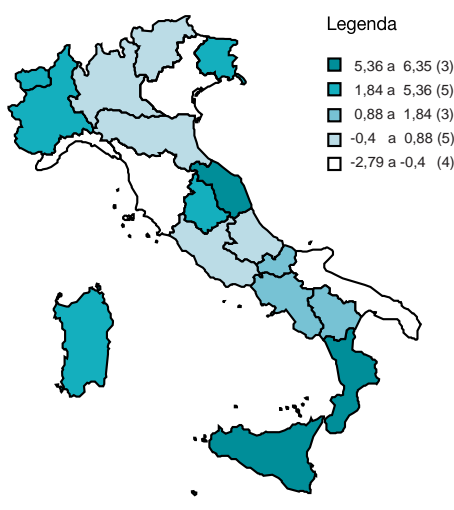 Legenda
5,36 a 6,35 (3)
1,84 a 5,36 (5)
0,88 a 1,84 (3)
-0,4 a 0,88 (5)
-2,79 a -0,4 (4)